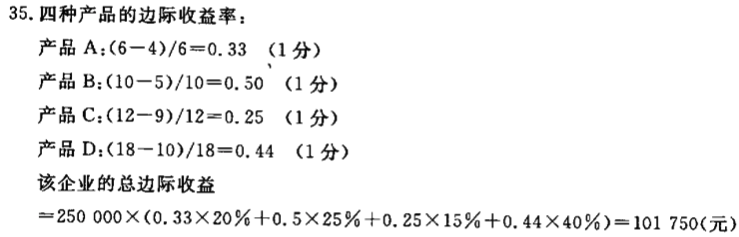 35. 四种产品的边际收益率：
产品 A：(6－4)/6＝0.33 （1 分）
产品 B：(10－5)/10＝0.50 （1 分）
产品 C：(12－9)/12＝0.25 （1 分）
产品 D：(18－10)/18＝0.44 （1 分）
该企业的总边际收益
＝250 000×(0.33×20％＋0.5×25％＋0.25×15％＋0.44×40％)＝101 750(元)